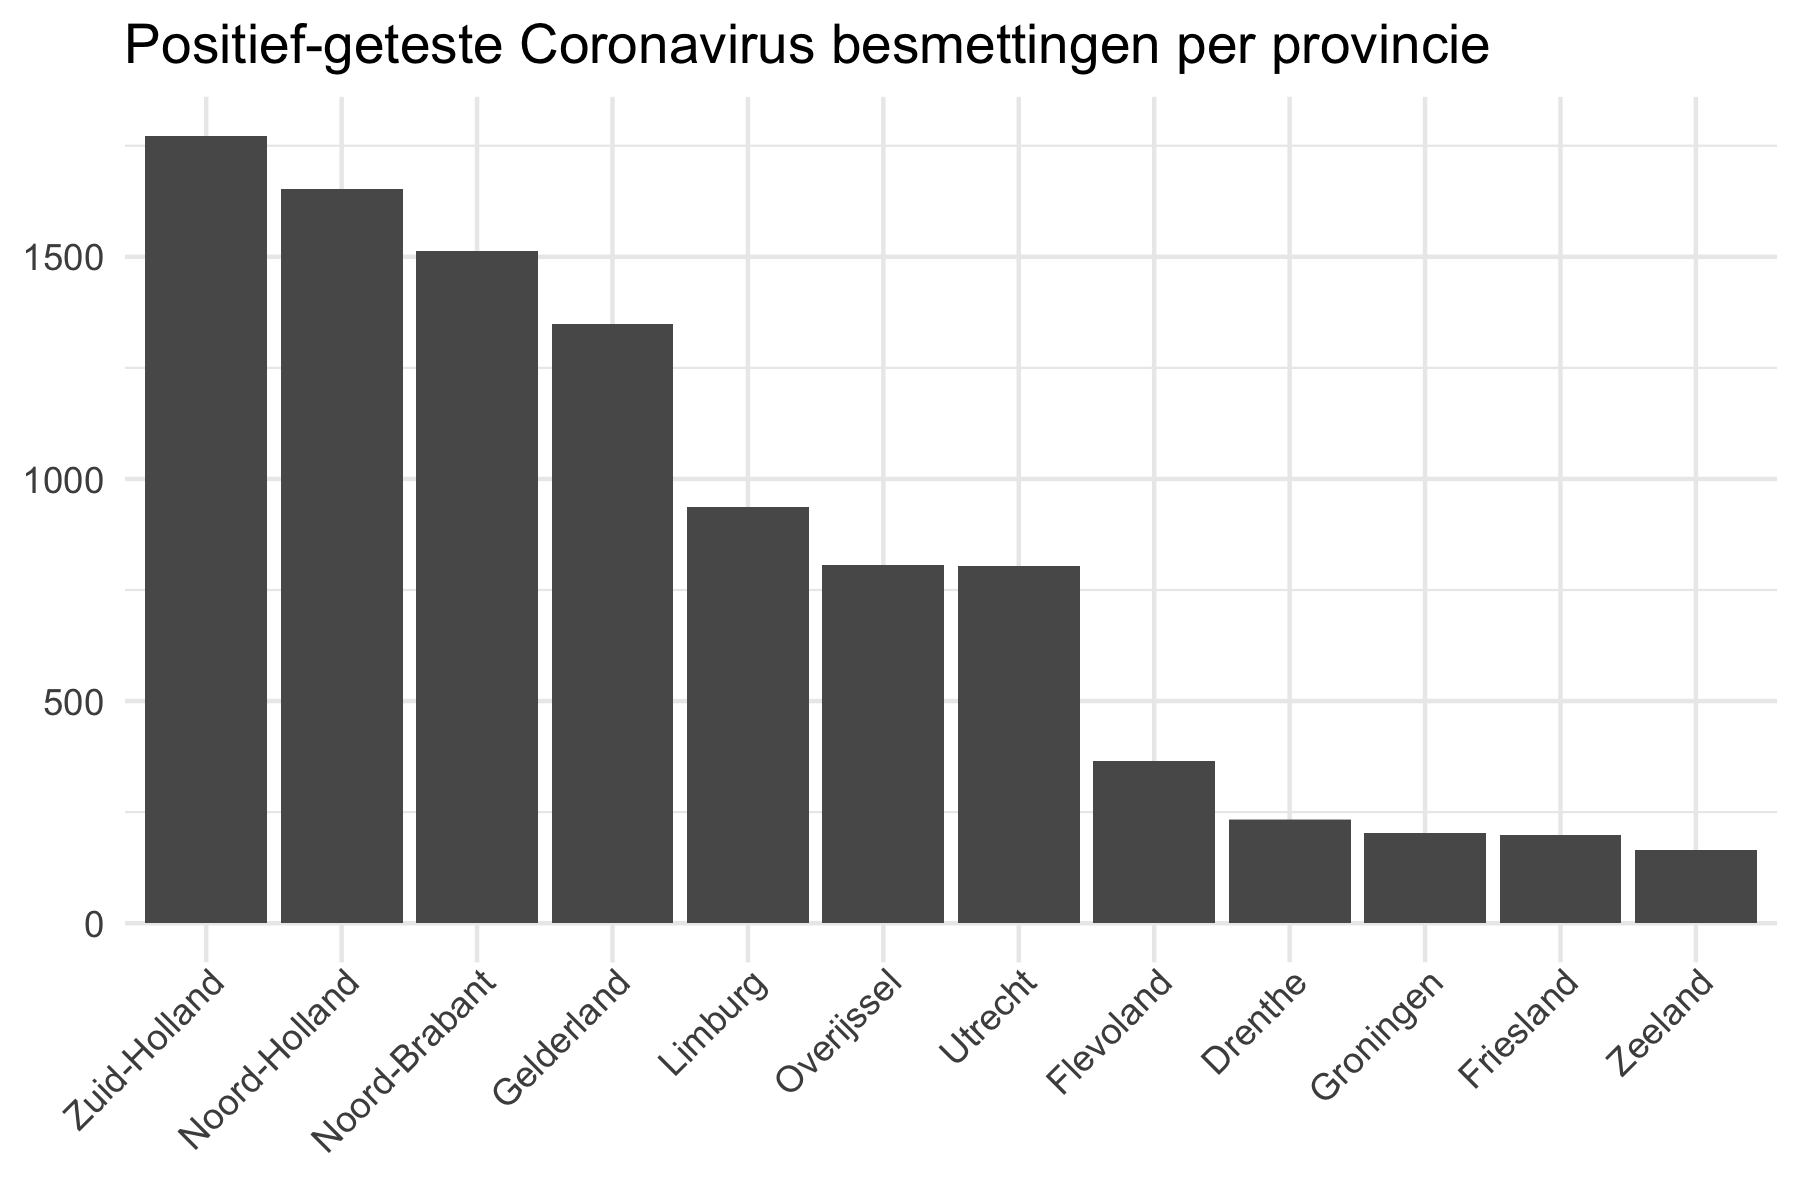 Positief-geteste Coronavirus besmettingen per provincie
1500
1000
500
0
Zuid-Holland
Noord-Holland
Noord-Brabant
Gelderland
Limburg
Overijssel
Utrecht
Flevoland
Drenthe
Groningen
Friesland
Zeeland